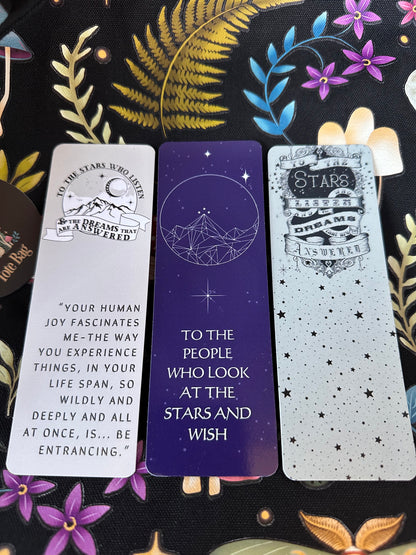 TO THE STARS WHO LISTEN
& THE DREAMS THAT
ARE ANSWERED
"YOUR HUMAN
JOY FASCINATES
ME-THE WAY
YOU EXPERIENCE
THINGS, IN YOUR
LIFE SPAN, SO
WILDLY AND
DEEPLY AND ALL
AT ONCE, IS... BE
ENTRANCING."
TO THE
PEOPLE
WHO LOOK
AT THE
STARS AND
WISH
TO THE
STARS
LISTEN
DREAMS
ANSWERED
Tote Bag